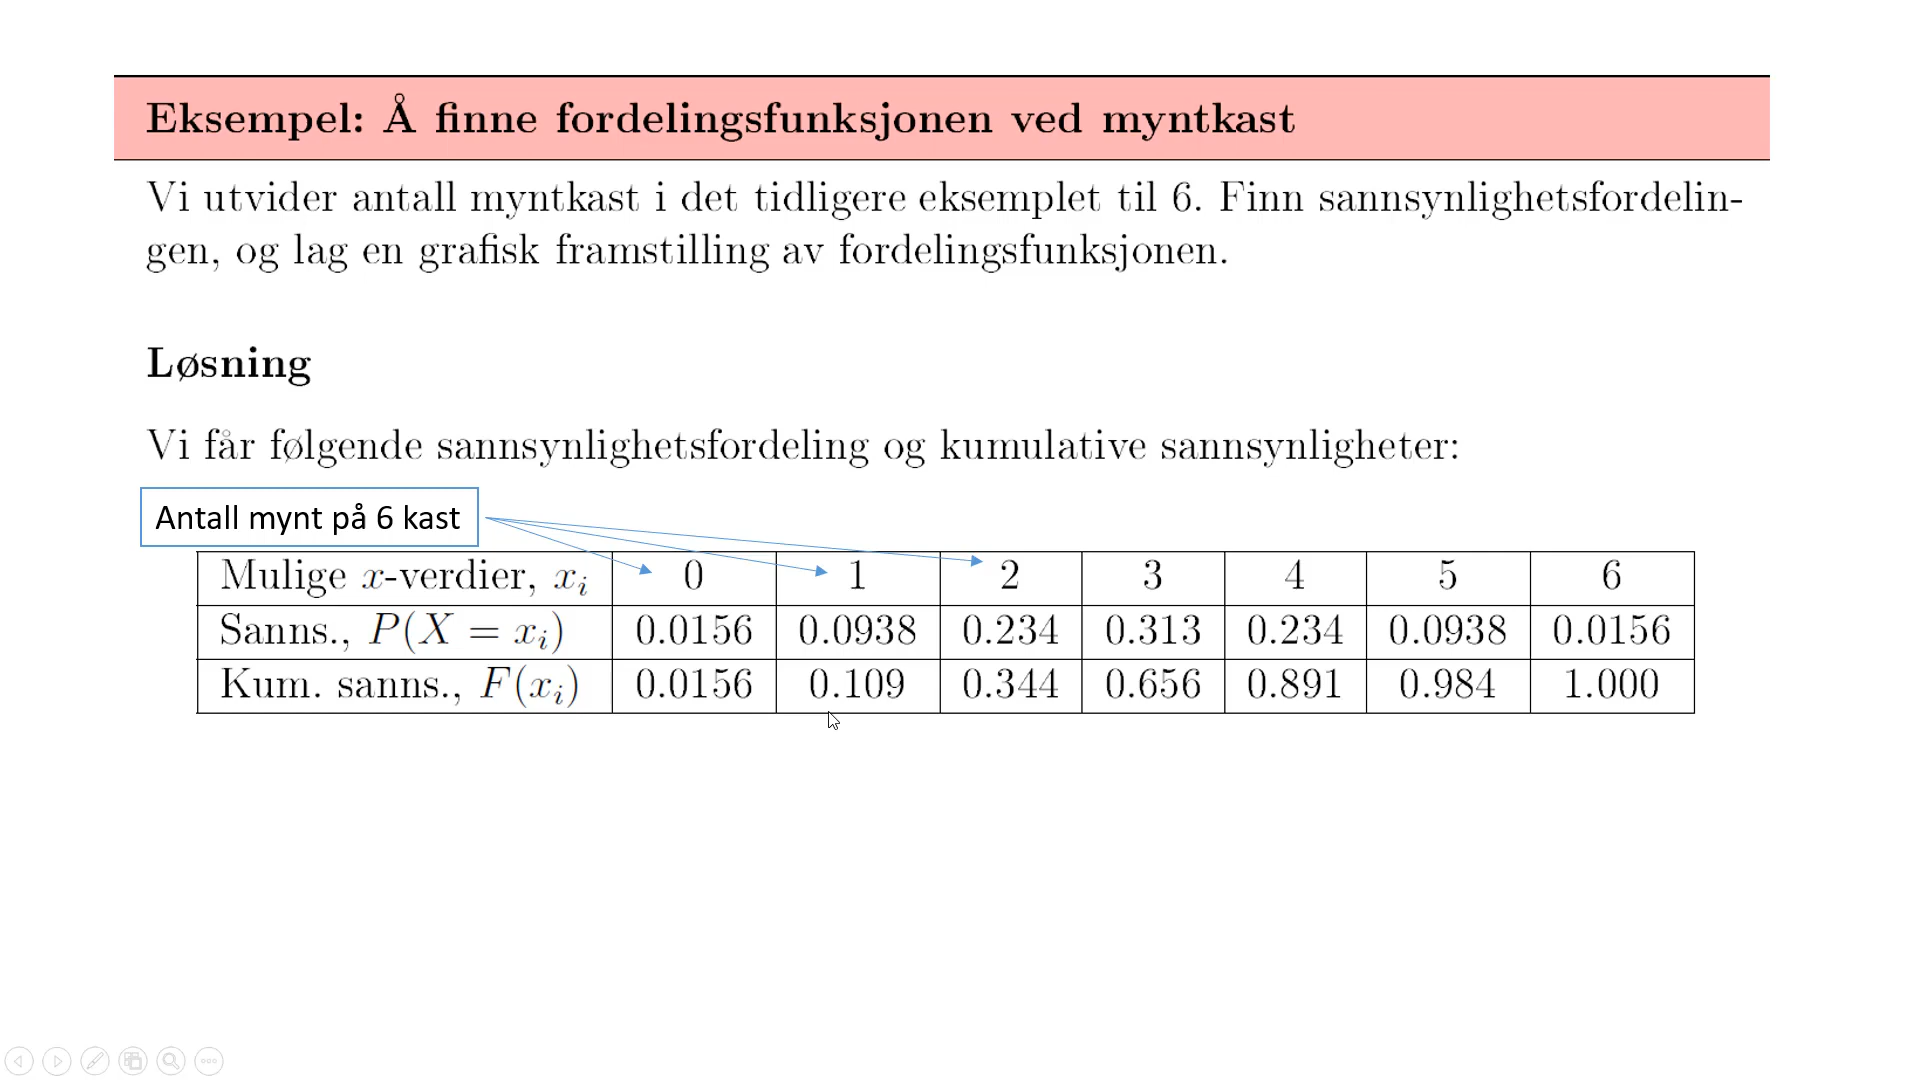 Eksempel: Å finne fordelingsfunksjonen ved myntkast
Vi utvider antall myntkast i det tidligere eksemplet til 6. Finn sannsynlighetsfordelin-
gen, og lag en grafisk framstilling av fordelingsfunksjonen.
Løsning
Vi får følgende sannsynlighetsfordeling og kumulative sannsynligheter:
Antall mynt på 6 kast
Mulige x-verdier, xᵢ 0 1 2 3 4 5 6
Sanns., P(X = xᵢ) 0.0156 0.0938 0.234 0.313 0.234 0.0938 0.0156
Kum. sanns., F(xᵢ) 0.0156 0.109 0.344 0.656 0.891 0.984 1.000